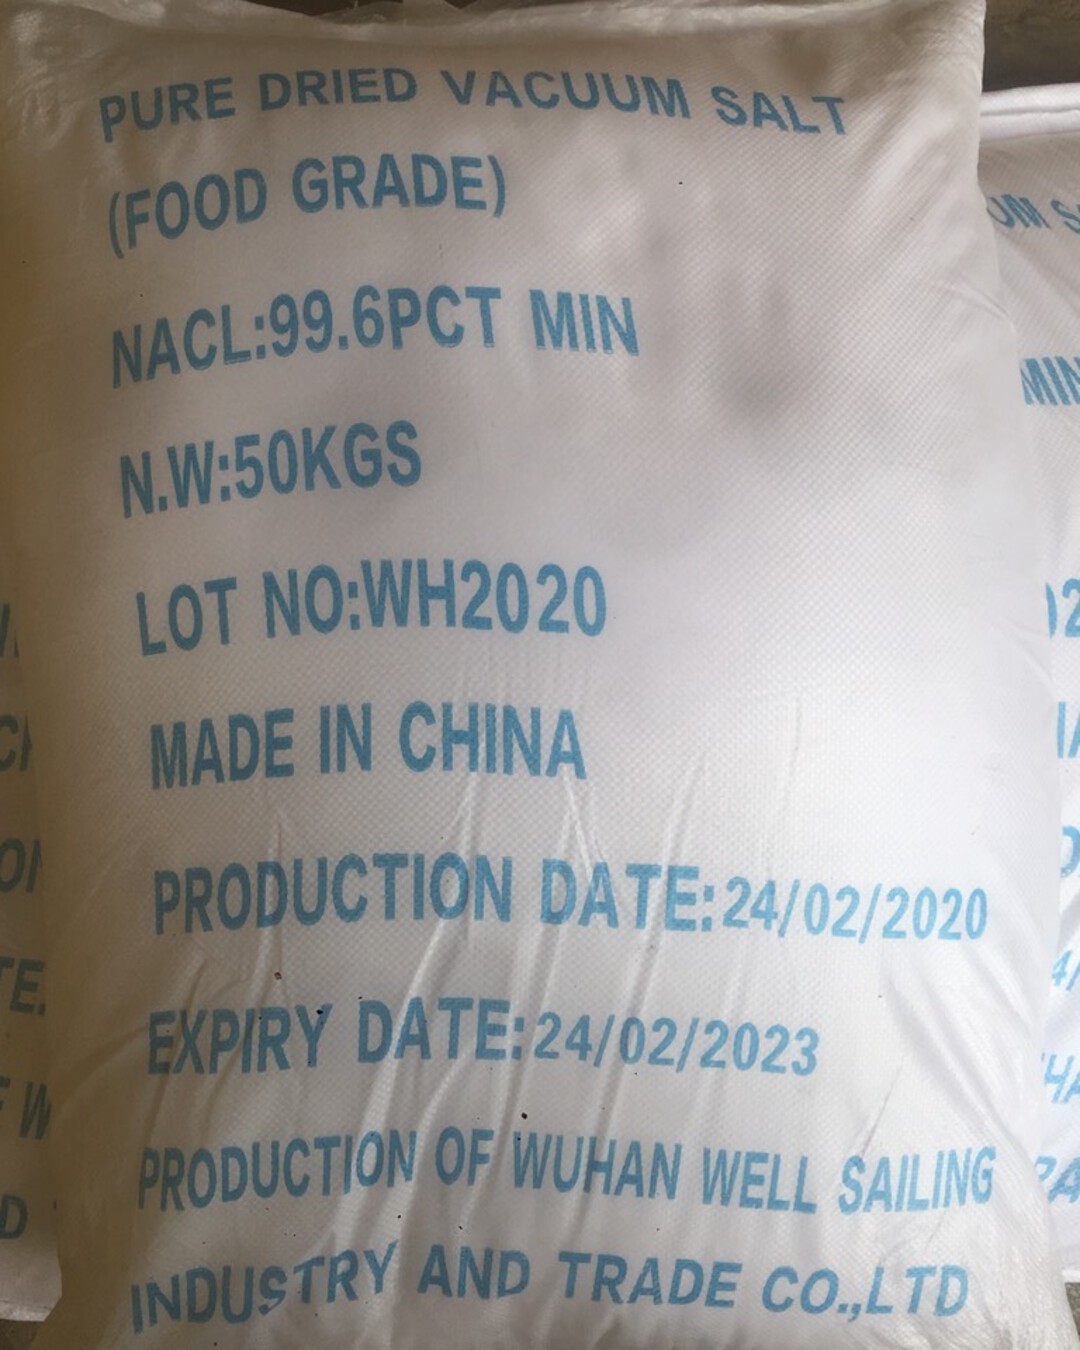 PURE DRIED VACUUM SALT
(FOOD GRADE)
NACL:99.6PCT MIN
N.W:50KGS
LOT NO:WH2020
MADE IN CHINA
PRODUCTION DATE:24/02/2020
EXPIRY DATE:24/02/2023
PRODUCTION OF WUHAN WELL SAILING
INDUSTRY AND TRADE CO.,LTD
MIN